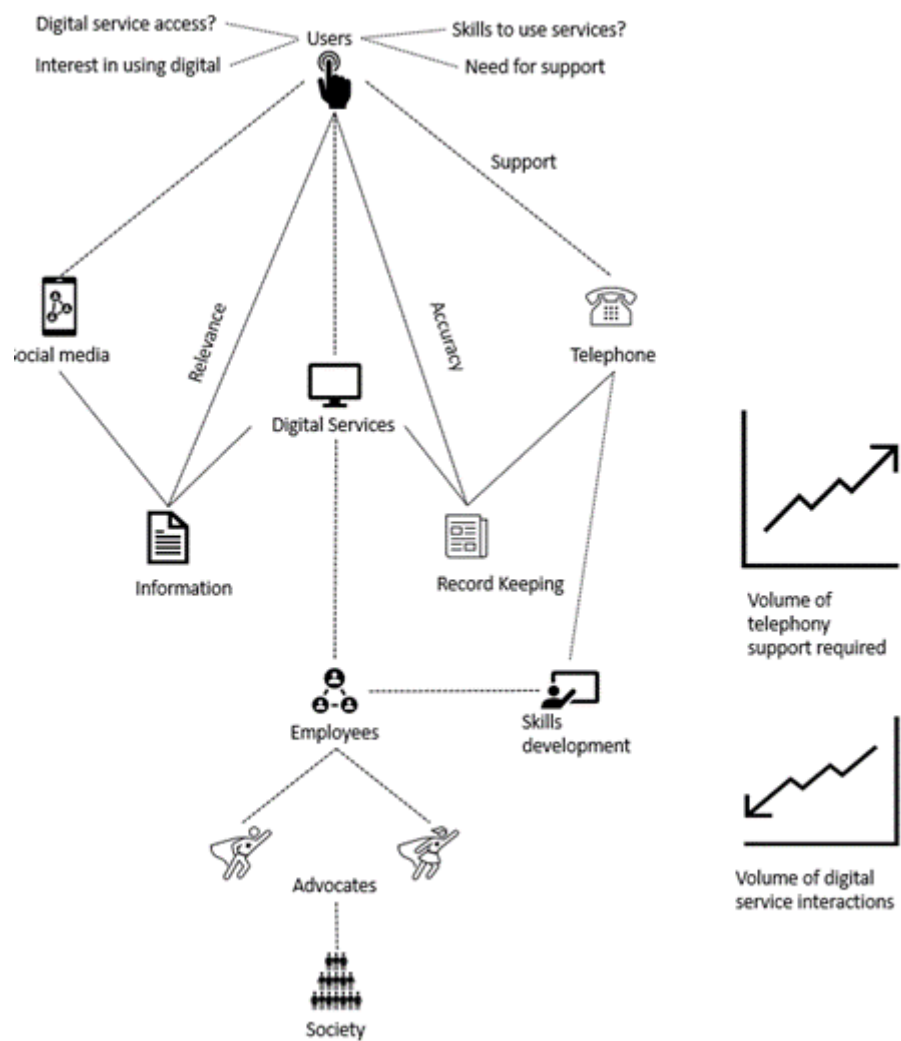 Digital service access?
Users
Skills to use services?
Interest in using digital
Need for support
Support
Relevance
Accuracy
ocial media
Telephone
Digital Services
Information
Record Keeping
Volume of
telephony
support required
Employees
Skills
development
Advocates
Volume of digital
service interactions
Society